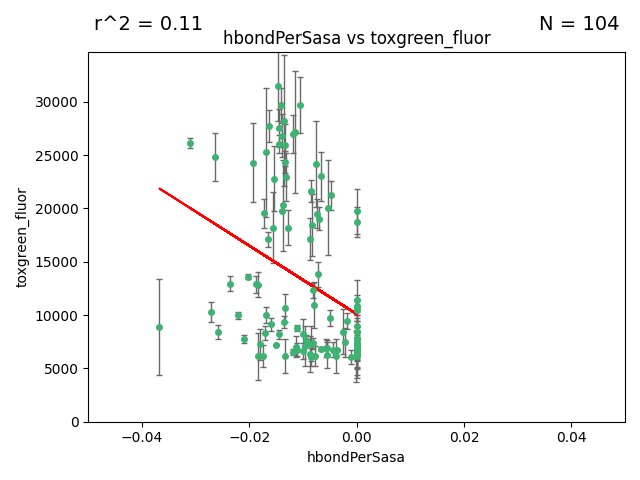 r^2 = 0.11
N = 104
hbondPerSasa vs toxgreen_fluor
toxgreen_fluor
30000
25000
20000
15000
10000
5000
0
−0.04
−0.02
0.00
0.02
0.04
hbondPerSasa